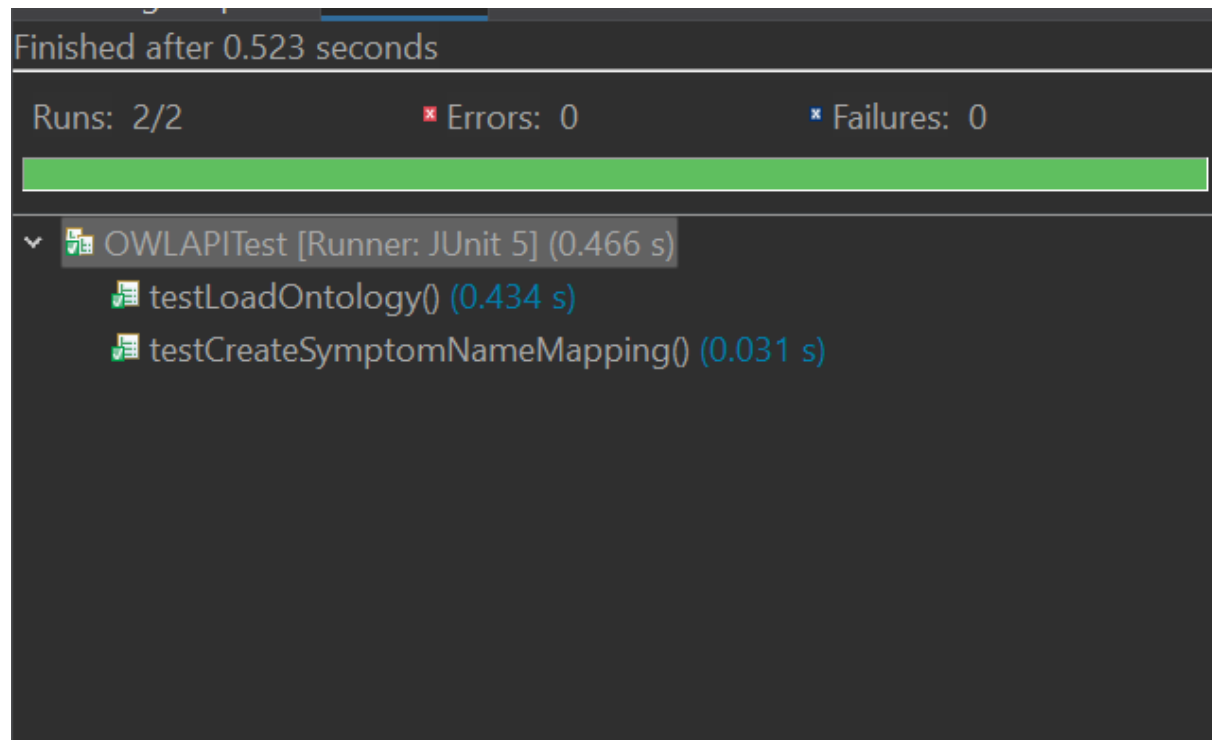 Finished after 0.523 seconds
Runs: 2/2 Errors: 0 Failures: 0
OWLAPITest [Runner: JUnit 5] (0.466 s)
testLoadOntology() (0.434 s)
testCreateSymptomNameMapping() (0.031 s)